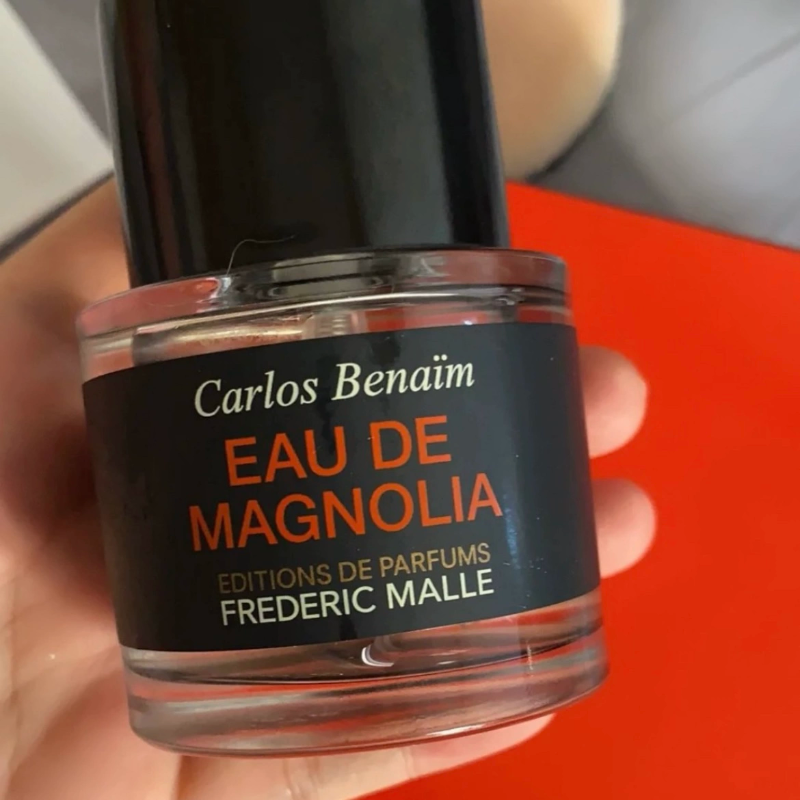 Carlos Benaïm
EAU DE
MAGNOLIA
EDITIONS DE PARFUMS
FREDERIC MALLE